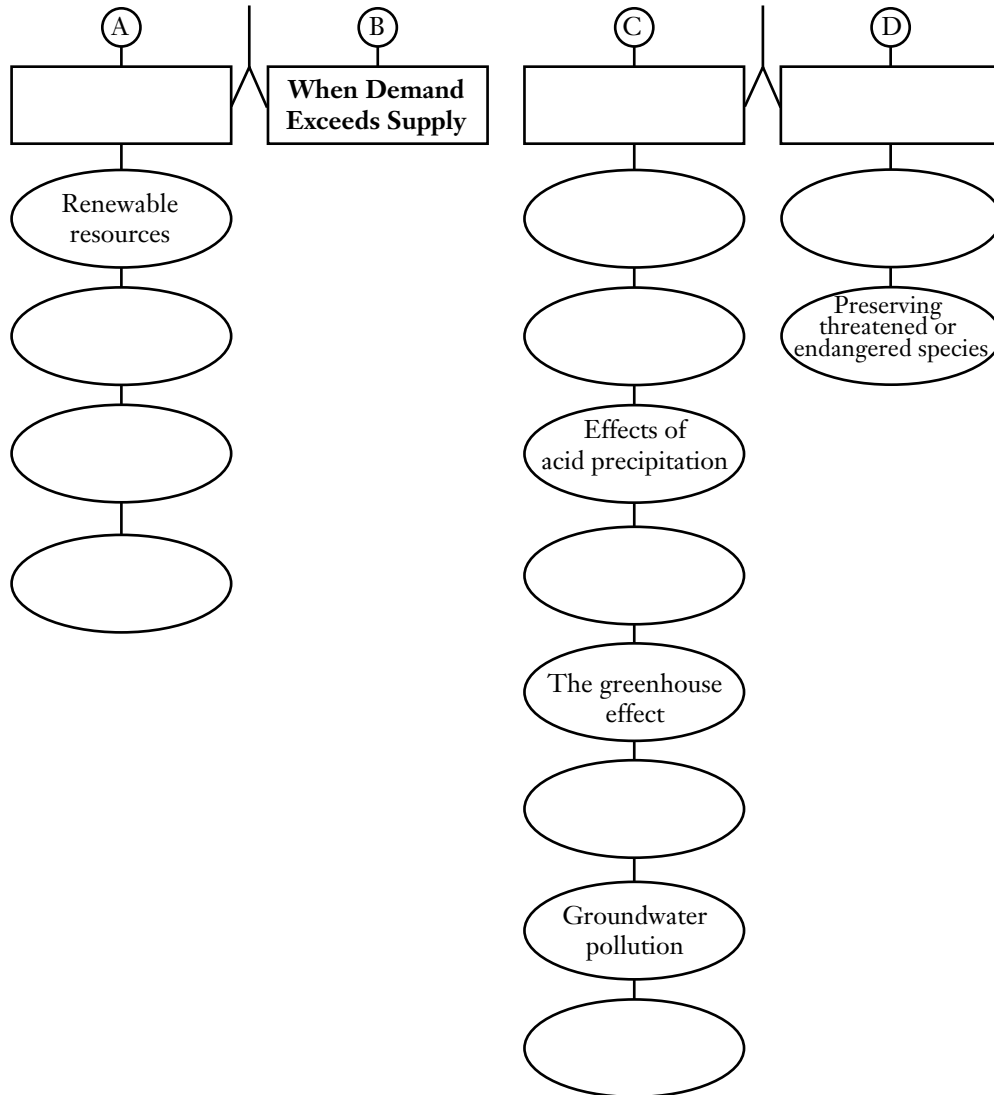 A
B
C
D
When Demand
Exceeds Supply
Renewable
resources
Preserving
threatened or
endangered species
Effects of
acid precipitation
The greenhouse
effect
Groundwater
pollution